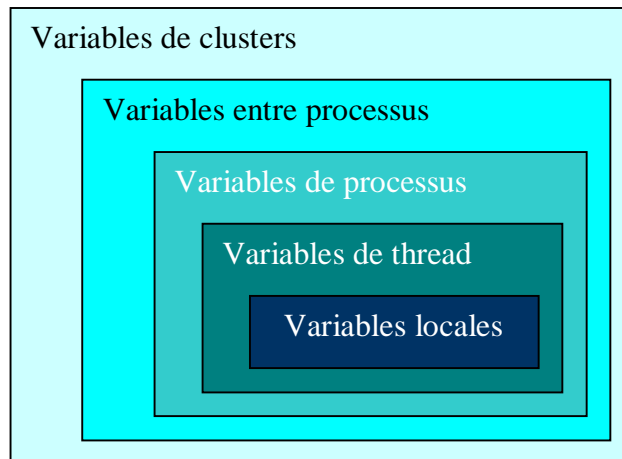 Variables de clusters
Variables entre processus
Variables de processus
Variables de thread
Variables locales